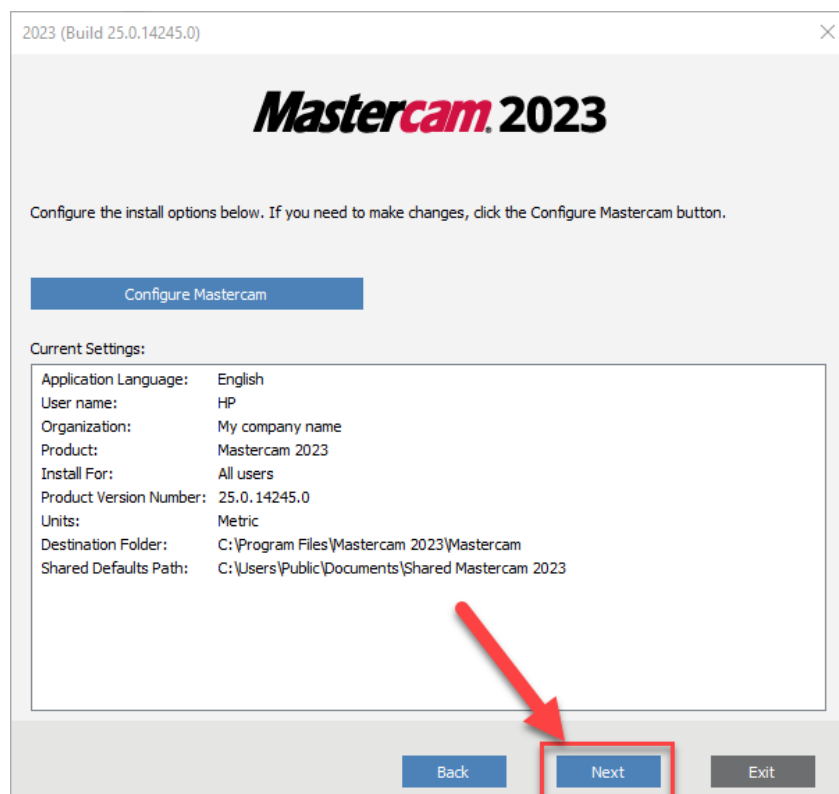 2023 (Build 25.0.14245.0)
Mastercam. 2023
Configure the install options below. If you need to make changes, click the Configure Mastercam button.
Configure Mastercam
Current Settings:
Application Language: English
User name: HP
Organization: My company name
Product: Mastercam 2023
Install For: All users
Product Version Number: 25.0.14245.0
Units: Metric
Destination Folder: C:\Program Files\Mastercam 2023\Mastercam
Shared Defaults Path: C:\Users\Public\Documents\Shared Mastercam 2023
Back Next Exit